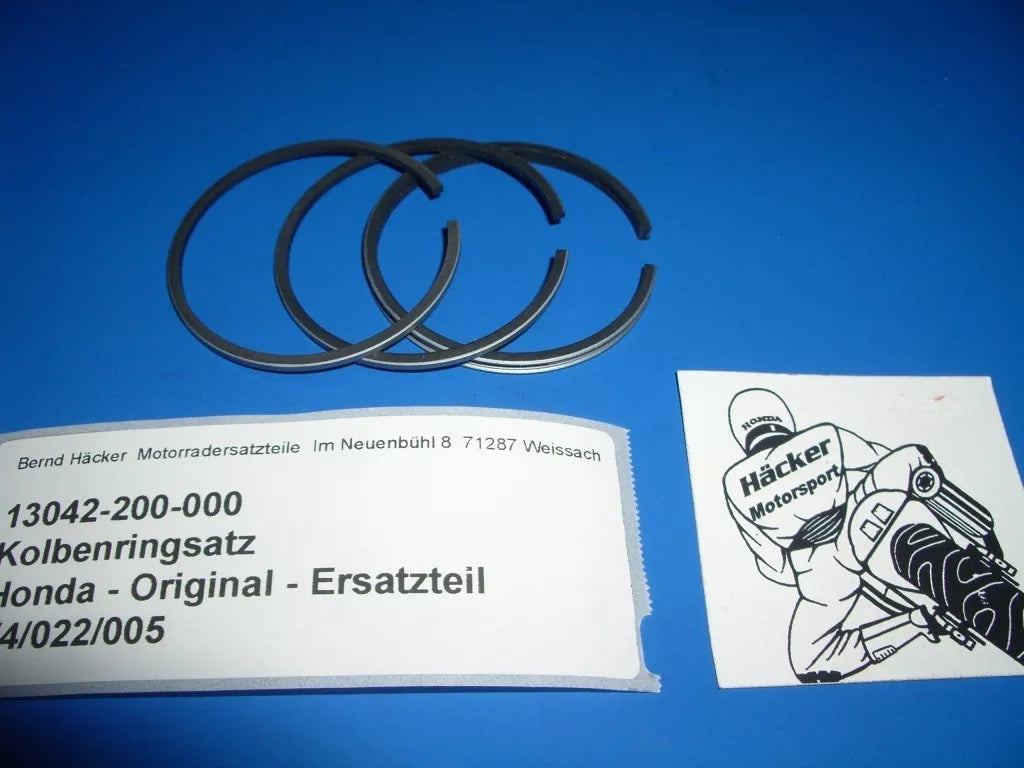 Bernd Häcker Motorradersatzteile Im Neuenbühl 8 71287 Weissach
13042-200-000
Kolbenringsatz
Honda - Original - Ersatzteil
/4/022/005
HONDA
Häcker
Motorsport